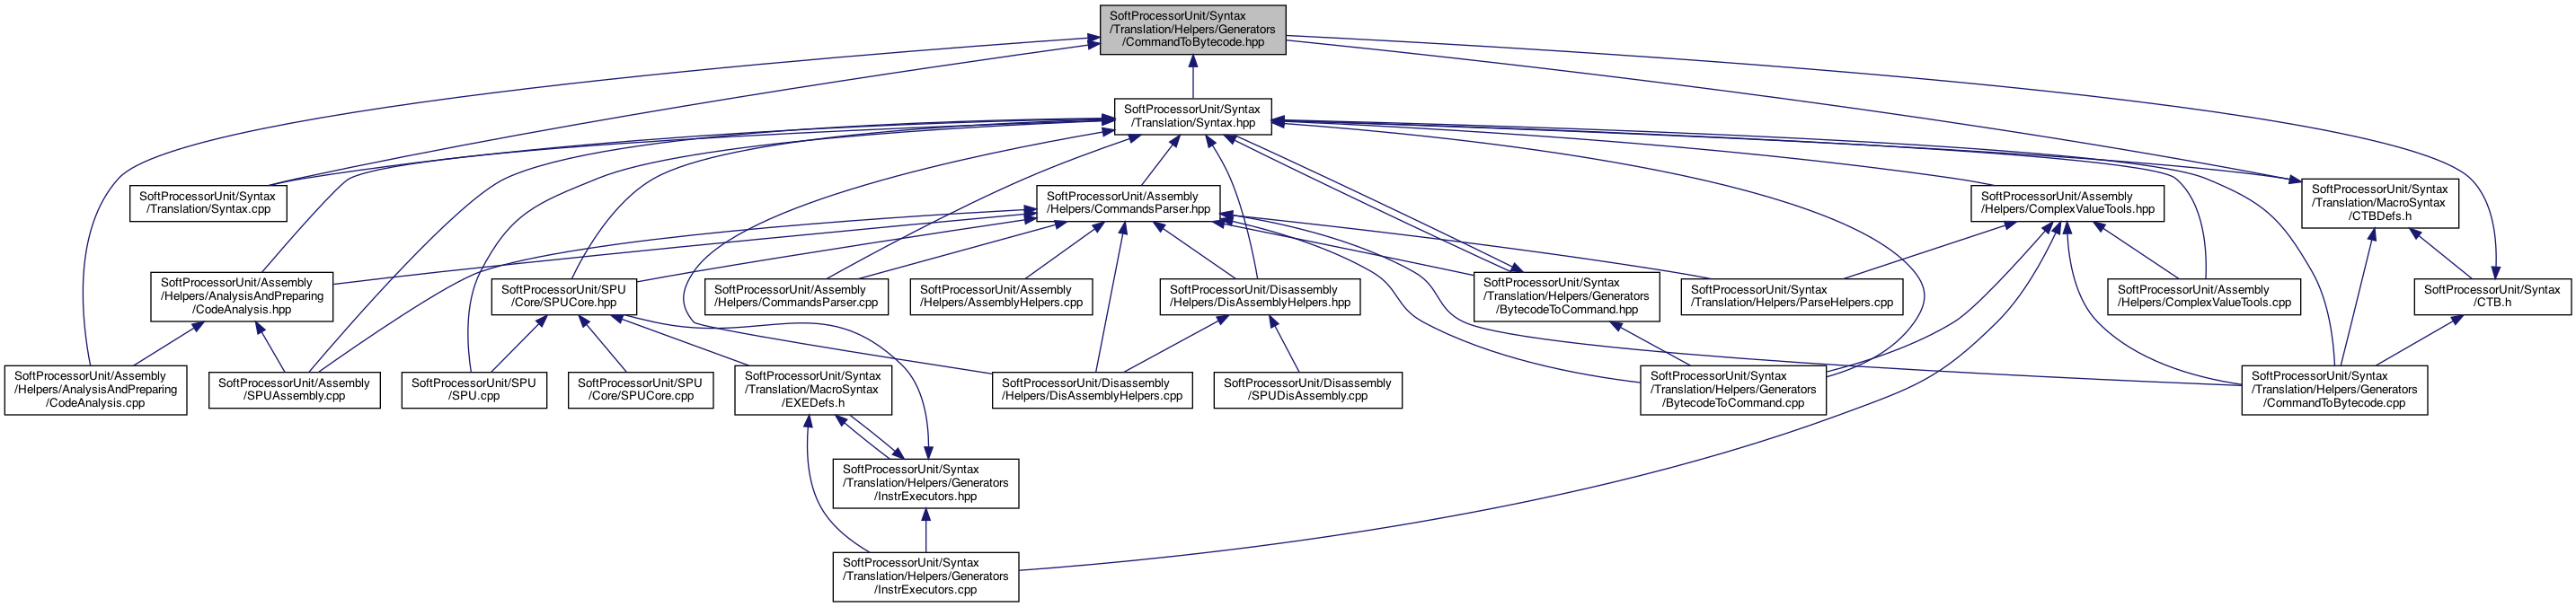 SoftProcessorUnit/Syntax
/Translation/Helpers/Generators
/CommandToBytecode.hpp
SoftProcessorUnit/Syntax
/Translation/Syntax.hpp
SoftProcessorUnit/Syntax
/Translation/Syntax.cpp
SoftProcessorUnit/Assembly
/Helpers/CommandsParser.hpp
SoftProcessorUnit/Assembly
/Helpers/ComplexValueTools.hpp
SoftProcessorUnit/Syntax
/Translation/MacroSyntax
/CTBDefs.h
SoftProcessorUnit/Assembly
/Helpers/AnalysisAndPreparing
/CodeAnalysis.hpp
SoftProcessorUnit/SPU
/Core/SPUCore.hpp
SoftProcessorUnit/Assembly
/Helpers/CommandsParser.cpp
SoftProcessorUnit/Assembly
/Helpers/AssemblyHelpers.cpp
SoftProcessorUnit/Disassembly
/Helpers/DisAssemblyHelpers.hpp
SoftProcessorUnit/Syntax
/Translation/Helpers/Generators
/BytecodeToCommand.hpp
SoftProcessorUnit/Syntax
/Translation/Helpers/ParseHelpers.cpp
SoftProcessorUnit/Assembly
/Helpers/ComplexValueTools.cpp
SoftProcessorUnit/Syntax
/CTB.h
SoftProcessorUnit/Assembly
/Helpers/AnalysisAndPreparing
/CodeAnalysis.cpp
SoftProcessorUnit/Assembly
/SPUAssembly.cpp
SoftProcessorUnit/SPU
/SPU.cpp
SoftProcessorUnit/SPU
/Core/SPUCore.cpp
SoftProcessorUnit/Syntax
/Translation/MacroSyntax
/EXEDefs.h
SoftProcessorUnit/Disassembly
/Helpers/DisAssemblyHelpers.cpp
SoftProcessorUnit/Disassembly
/SPUDisAssembly.cpp
SoftProcessorUnit/Syntax
/Translation/Helpers/Generators
/BytecodeToCommand.cpp
SoftProcessorUnit/Syntax
/Translation/Helpers/Generators
/CommandToBytecode.cpp
SoftProcessorUnit/Syntax
/Translation/Helpers/Generators
/InstrExecutors.hpp
SoftProcessorUnit/Syntax
/Translation/Helpers/Generators
/InstrExecutors.cpp